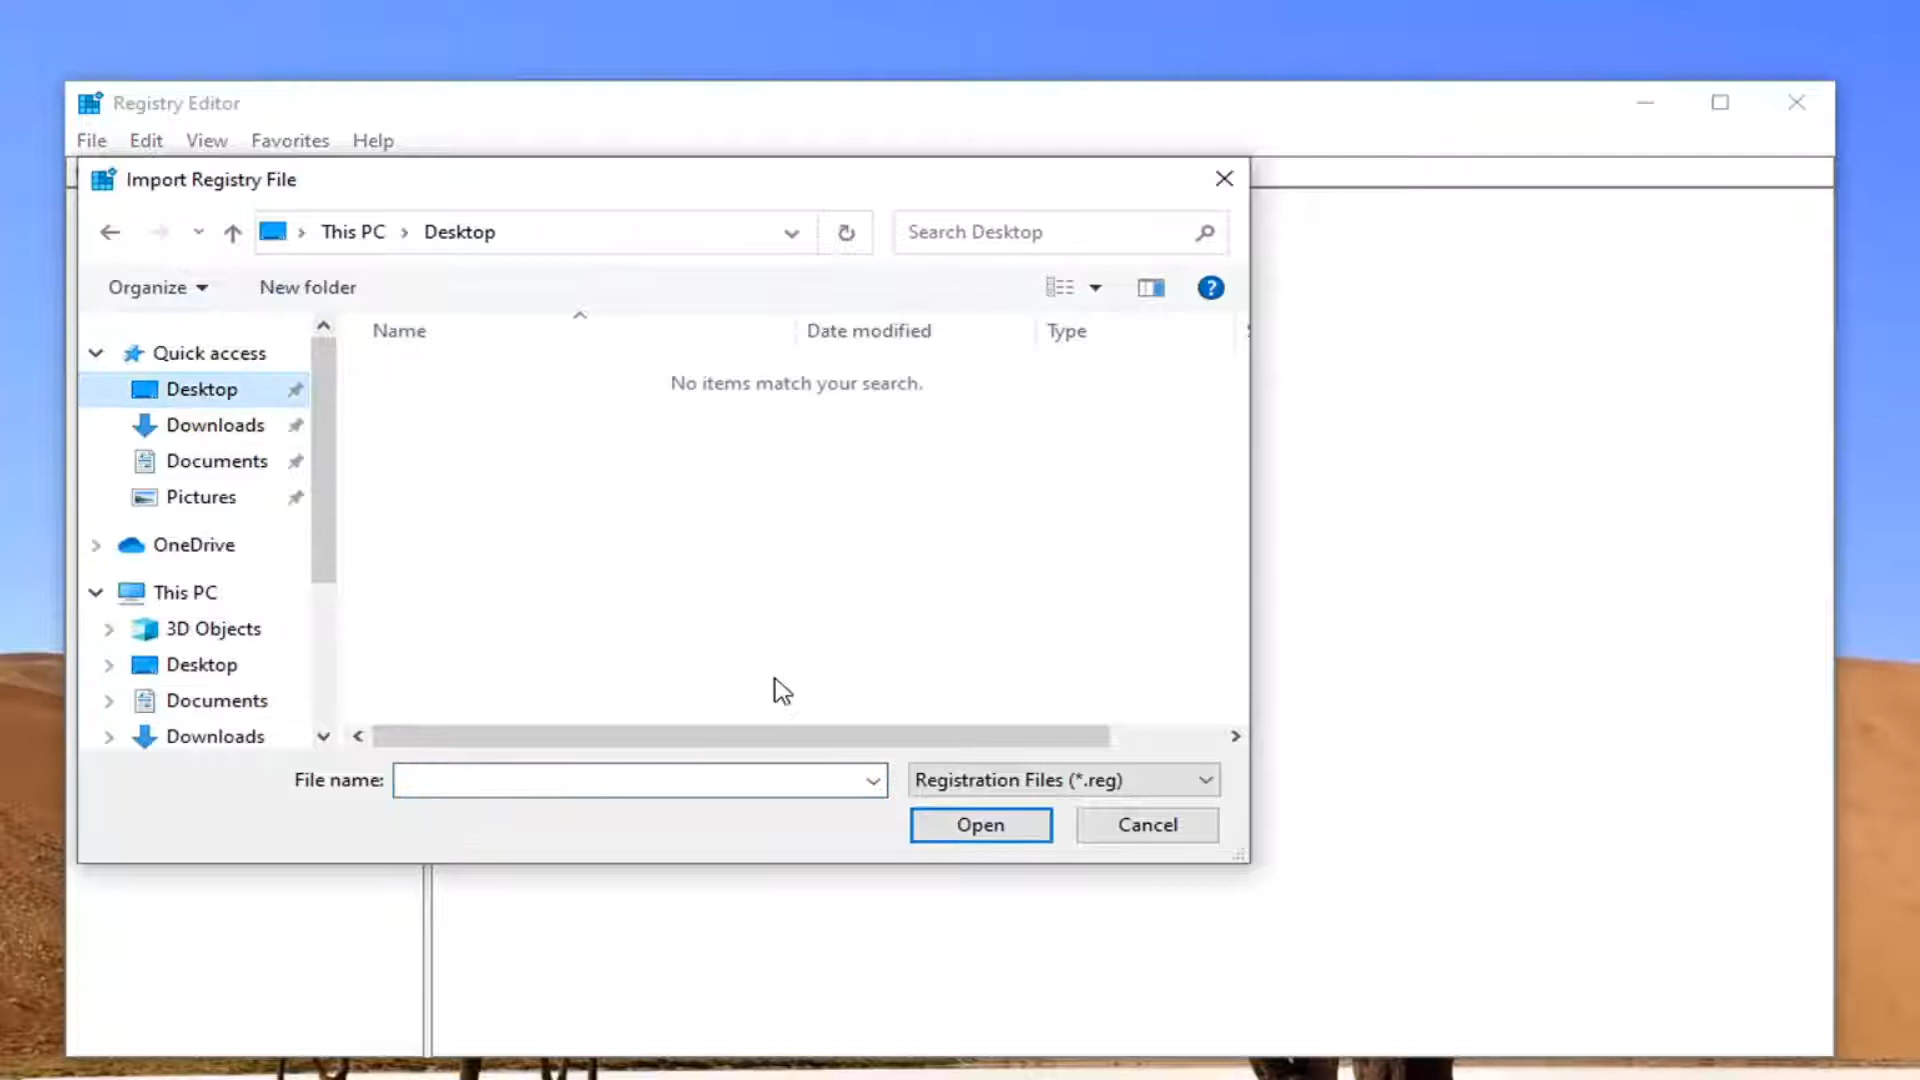 Registry Editor
File Edit View Favorites Help
Import Registry File
This PC > Desktop
Search Desktop
Organize New folder
?
Name Date modified Type
No items match your search.
Quick access
Desktop
Downloads
Documents
Pictures
OneDrive
This PC
3D Objects
Desktop
Documents
Downloads
File name: Registration Files (*.reg)
Open Cancel